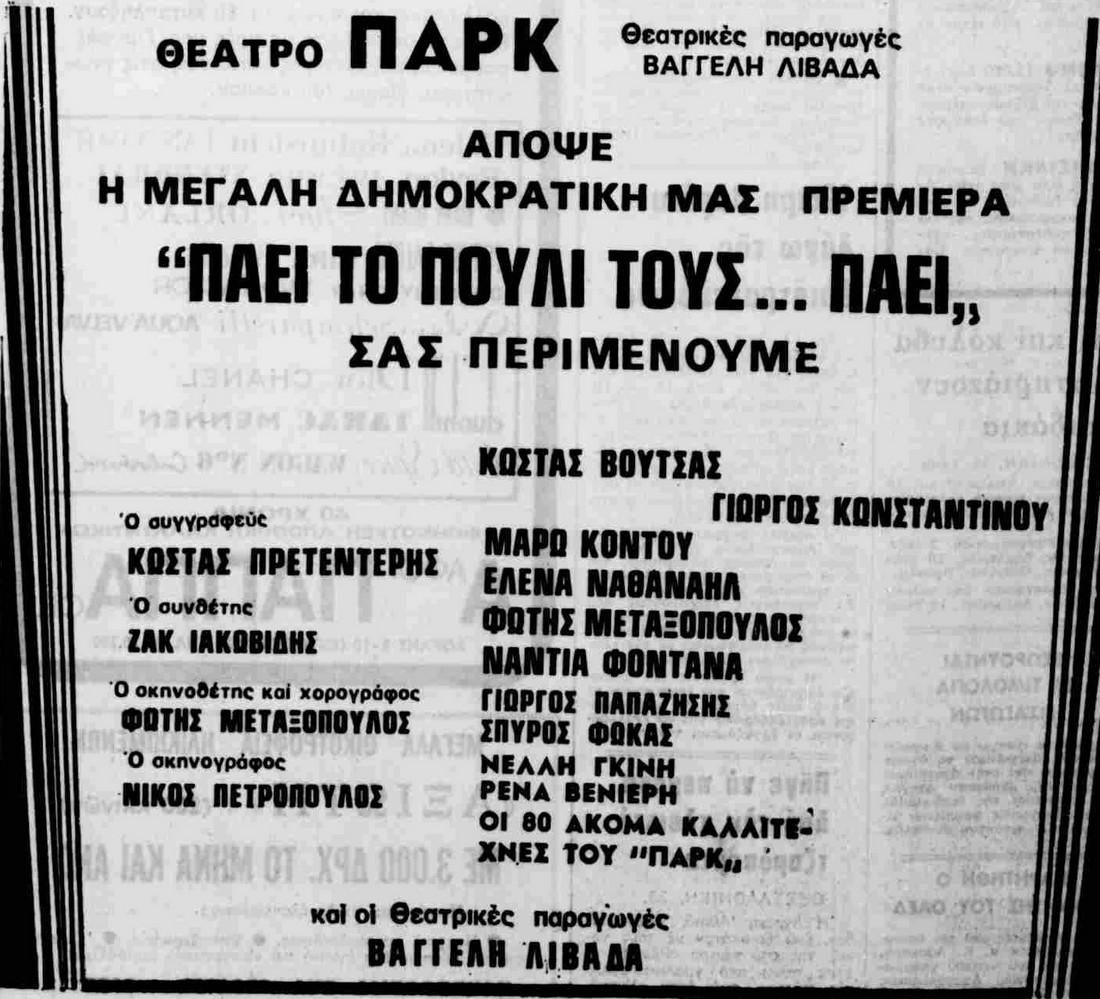 ΘΕΑΤΡΟ ΠΑΡΚ
Θεατρικές παραγωγές
ΒΑΓΓΕΛΗ ΛΙΒΑΔΑ
ΑΠΟΨΕ
Η ΜΕΓΑΛΗ ΔΗΜΟΚΡΑΤΙΚΗ ΜΑΣ ΠΡΕΜΙΕΡΑ
“ΠΑΕΙ ΤΟ ΠΟΥΛΙ ΤΟΥΣ... ΠΑΕΙ„
ΣΑΣ ΠΕΡΙΜΕΝΟΥΜΕ
Ὁ συγγραφεύς
ΚΩΣΤΑΣ ΠΡΕΤΕΝΤΕΡΗΣ
Ὁ συνθέτης
ΖΑΚ ΙΑΚΩΒΙΔΗΣ
Ὁ σκηνοθέτης καί χορογράφος
ΦΩΤΗΣ ΜΕΤΑΞΟΠΟΥΛΟΣ
Ὁ σκηνογράφος
ΝΙΚΟΣ ΠΕΤΡΟΠΟΥΛΟΣ
ΚΩΣΤΑΣ ΒΟΥΤΣΑΣ
ΓΙΩΡΓΟΣ ΚΩΝΣΤΑΝΤΙΝΟΥ
ΜΑΡΩ ΚΟΝΤΟΥ
ΕΛΕΝΑ ΝΑΘΑΝΑΗΛ
ΦΩΤΗΣ ΜΕΤΑΞΟΠΟΥΛΟΣ
ΝΑΝΤΙΑ ΦΟΝΤΑΝΑ
ΓΙΩΡΓΟΣ ΠΑΠΑΖΗΣΗΣ
ΣΠΥΡΟΣ ΦΩΚΑΣ
ΝΕΛΛΗ ΓΚΙΝΗ
ΡΕΝΑ ΒΕΝΙΕΡΗ
ΟΙ 80 ΑΚΟΜΑ ΚΑΛΛΙΤΕ-
ΧΝΕΣ ΤΟΥ "ΠΑΡΚ„
καί οἱ Θεατρικές παραγωγές
ΒΑΓΓΕΛΗ ΛΙΒΑΔΑ